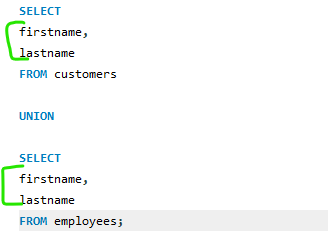 SELECT
firstname,
lastname
FROM customers
UNION
SELECT
firstname,
lastname
FROM employees;